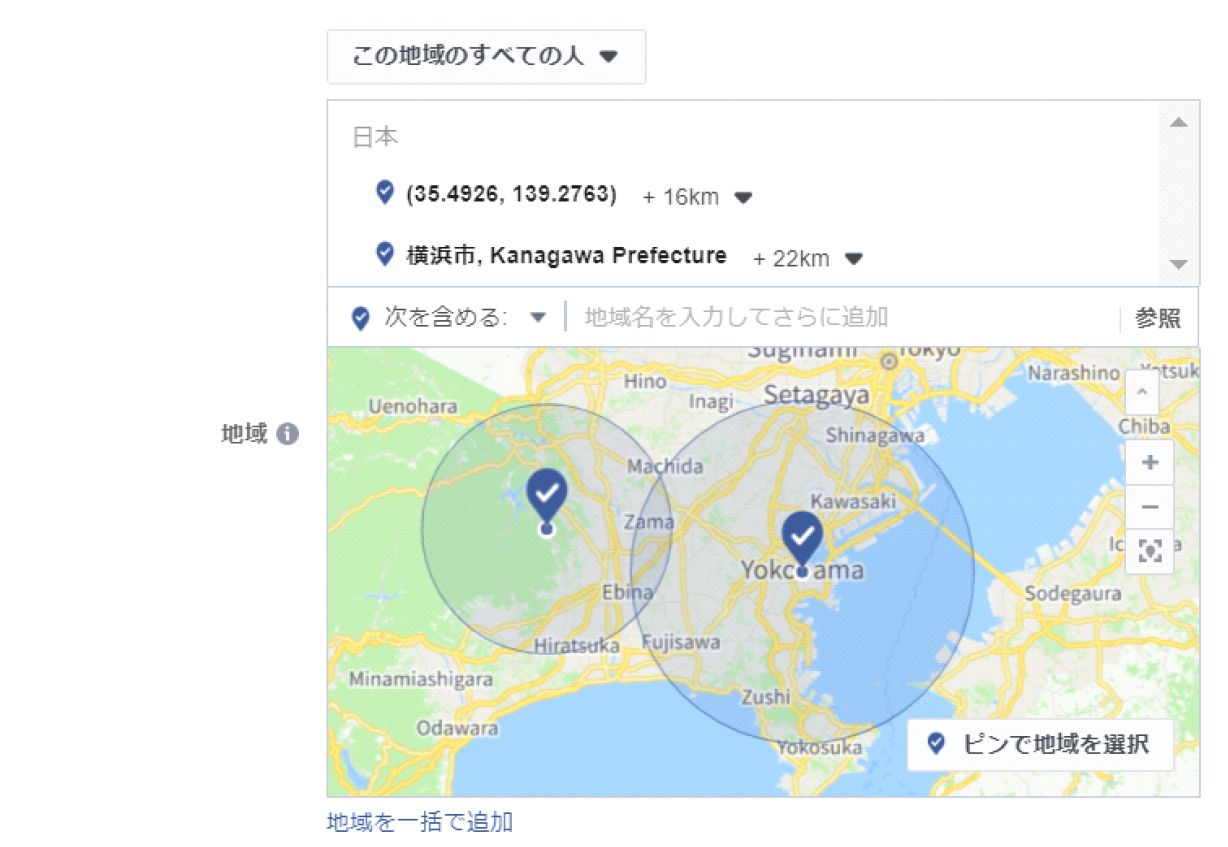 この地域のすべての人
日本
(35.4926, 139.2763) + 16km
横浜市, Kanagawa Prefecture + 22km
次を含める: 地域名を入力してさらに追加 参照
Suginami Tokyo
Narashino Yotsuk
Hino
Inagi Setagaya
Uenohara
Chiba
Shinagawa
地域
Machida
Kawasaki
Zama
Yokohama
Ebina
Sodegaura
Hiratsuka Fujisawa
Minamiashigara
Zushi
Odawara
Yokosuka
ピンで地域を選択
地域を一括で追加